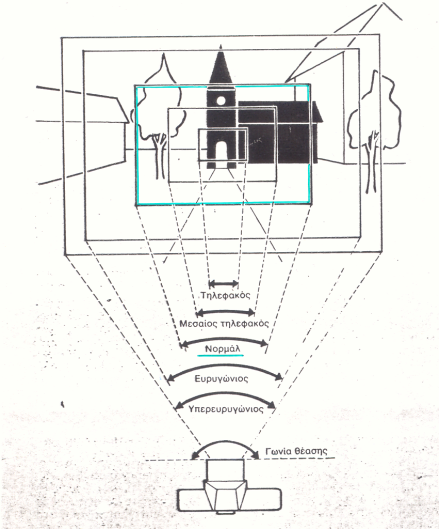 Τηλεφακός
Μεσαίος τηλεφακός
Νορμάλ
Ευρυγώνιος
Υπερευρυγώνιος
Γωνία θέασης